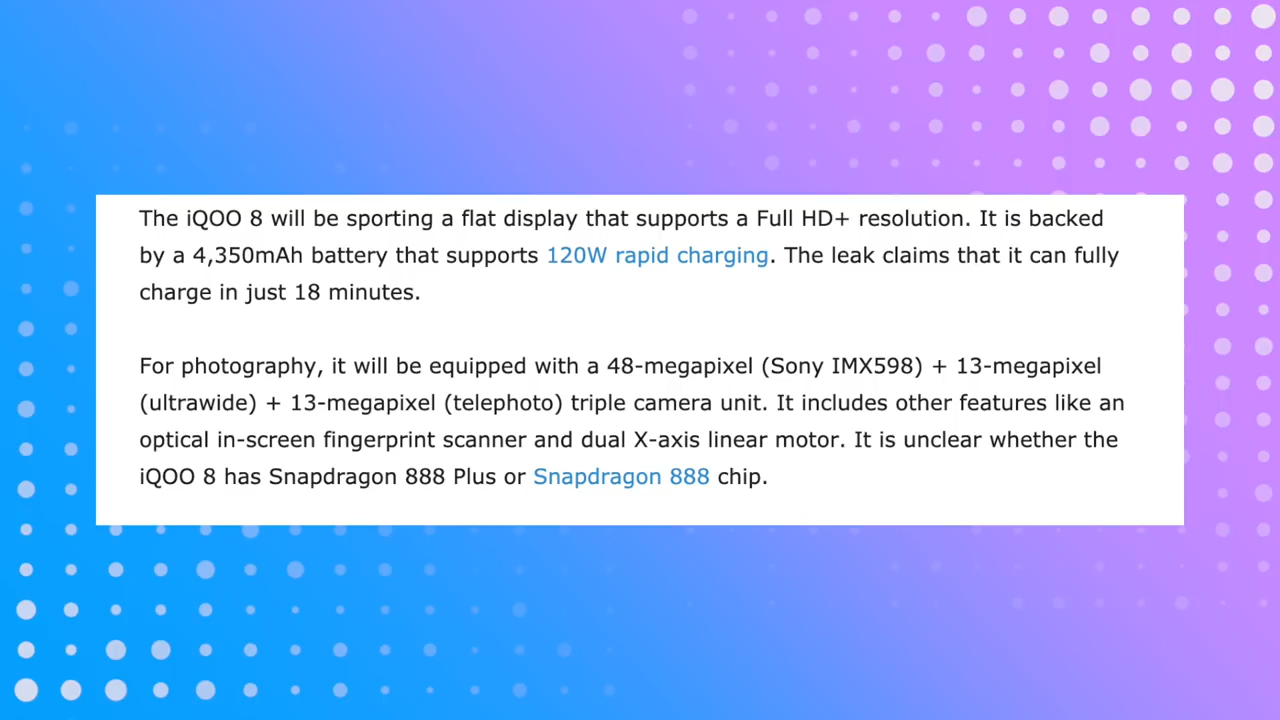 The iQOO 8 will be sporting a flat display that supports a Full HD+ resolution. It is backed
by a 4,350mAh battery that supports 120W rapid charging. The leak claims that it can fully
charge in just 18 minutes.
For photography, it will be equipped with a 48-megapixel (Sony IMX598) + 13-megapixel
(ultrawide) + 13-megapixel (telephoto) triple camera unit. It includes other features like an
optical in-screen fingerprint scanner and dual X-axis linear motor. It is unclear whether the
iQOO 8 has Snapdragon 888 Plus or Snapdragon 888 chip.